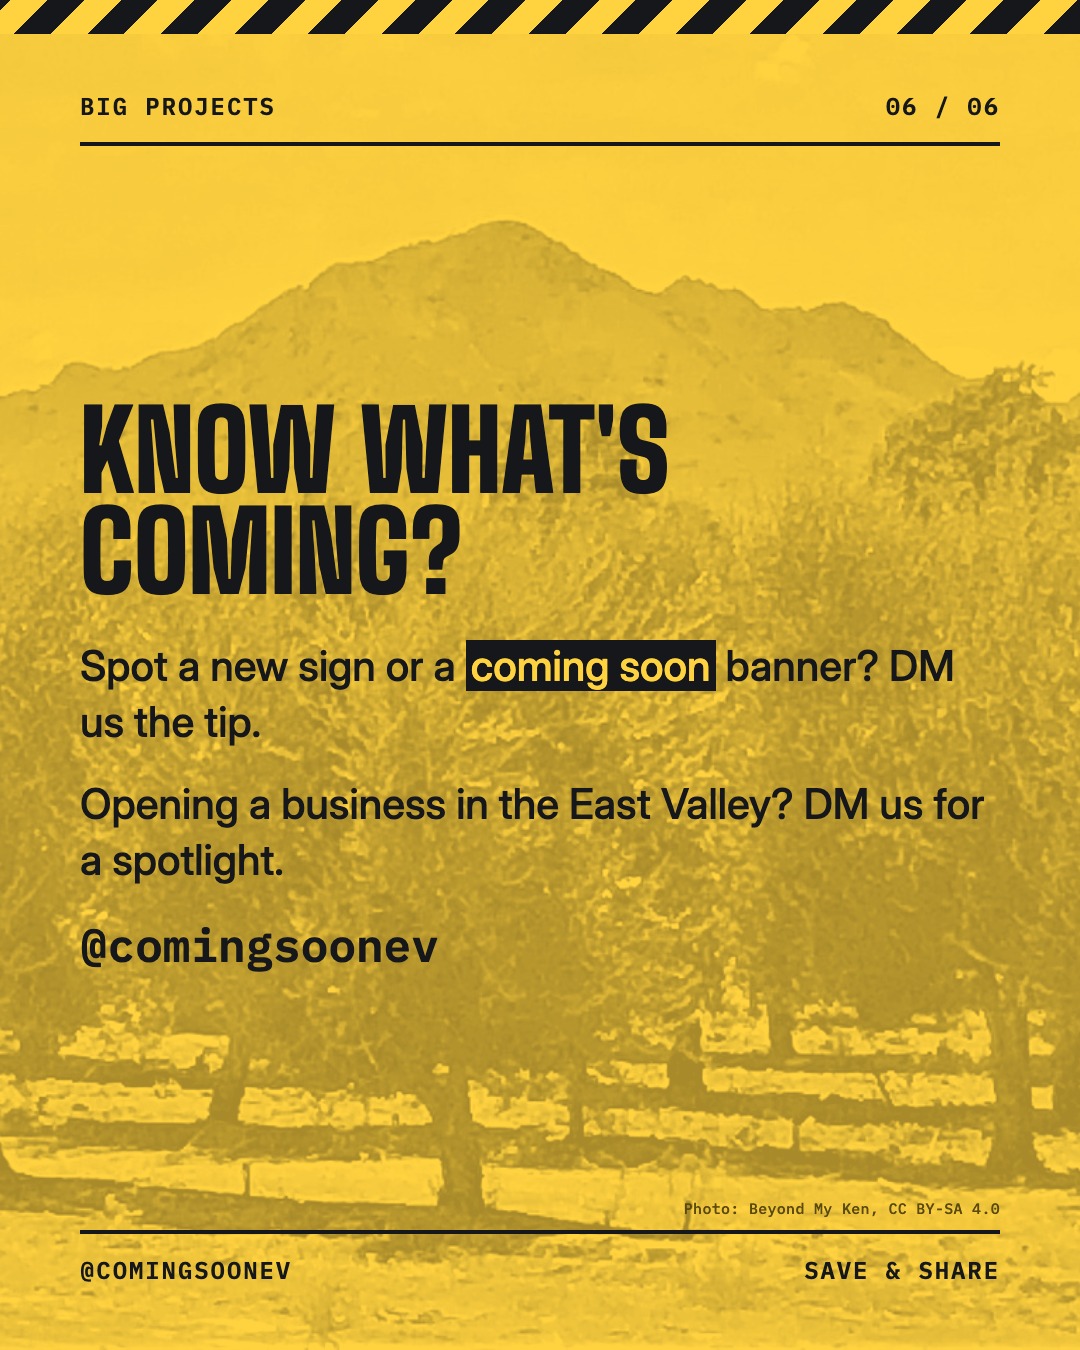 BIG PROJECTS
06 / 06
KNOW WHAT'S
COMING?
Spot a new sign or a coming soon banner? DM
us the tip.
Opening a business in the East Valley? DM us for
a spotlight.
@comingsoonev
Photo: Beyond My Ken, CC BY-SA 4.0
@COMINGSOONEV
SAVE & SHARE